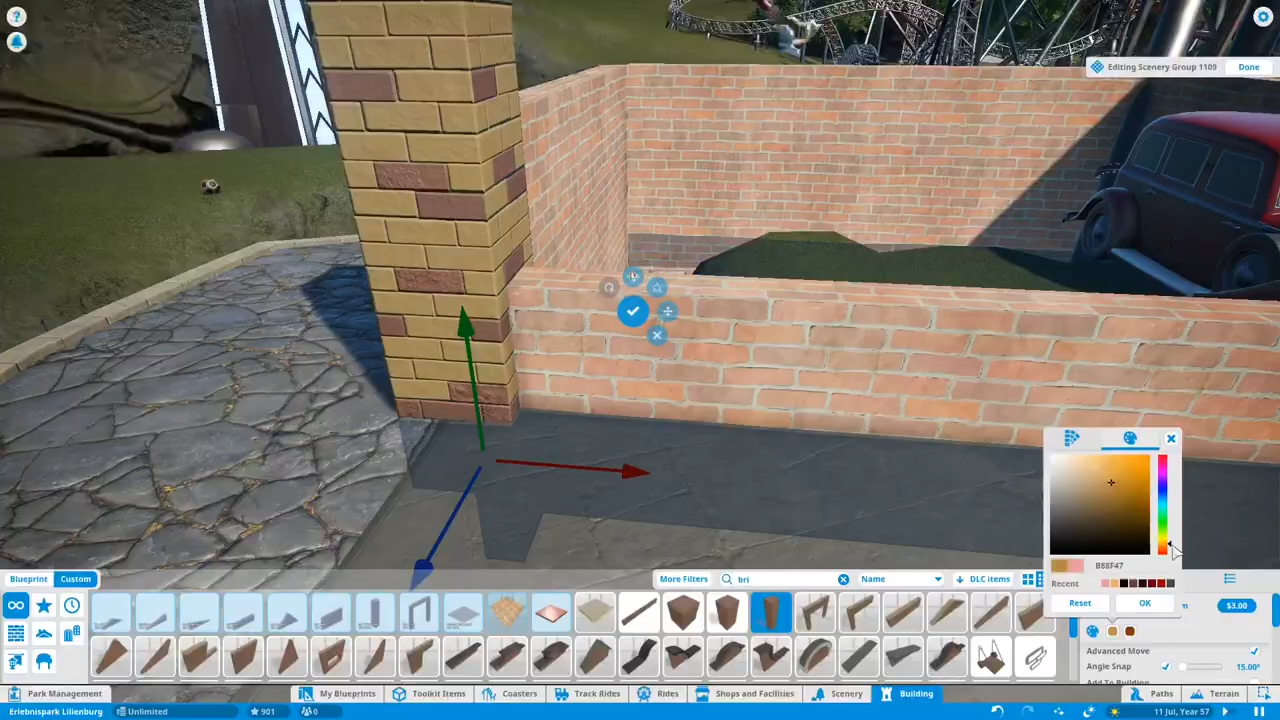 Editing Scenery Group 1109 Done
B88F47
Recent
Reset OK
Blueprint Custom More Filters bri Name DLC items
$3.00
Advanced Move
Angle Snap 15.00°
Park Management My Blueprints Toolkit Items Coasters Track Rides Rides Shops and Facilities Scenery Building Paths Terrain
Erlebnispark Lilienburg Unlimited 901 0 11 Jul, Year 57